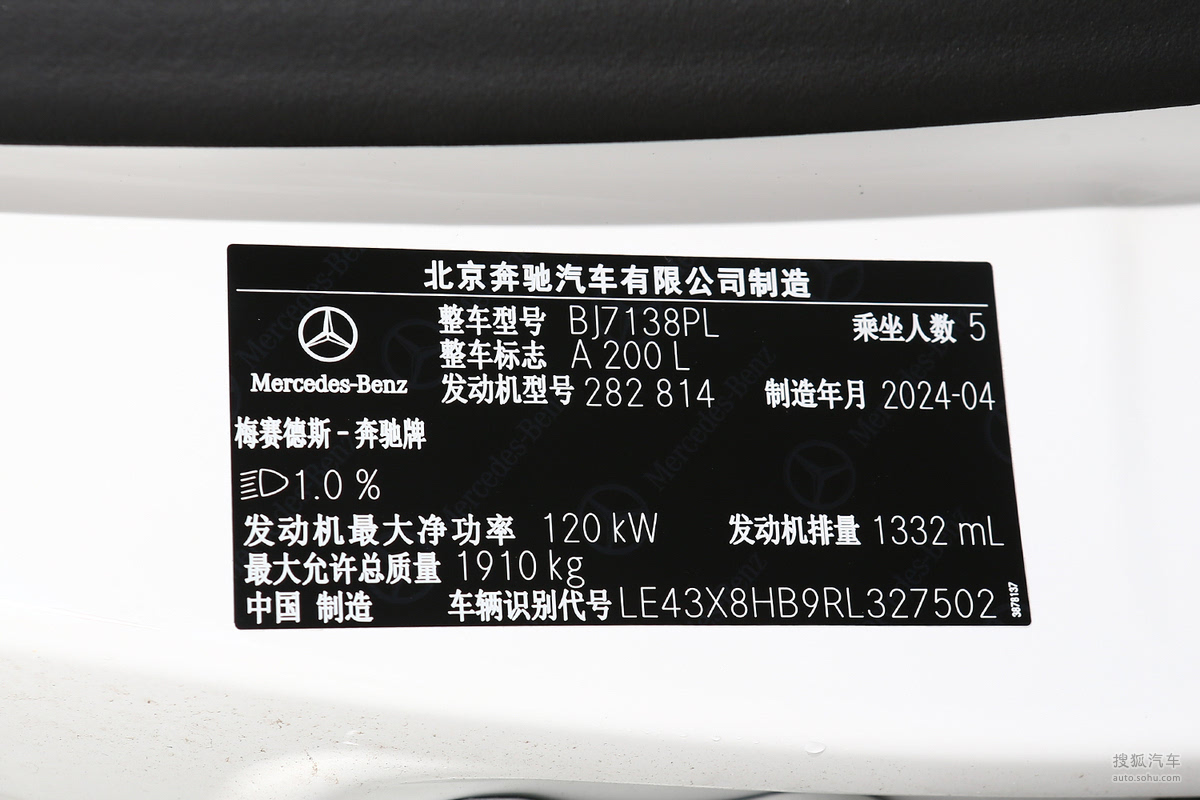 北京奔驰汽车有限公司制造
整车型号 BJ7138PL 乘坐人数 5
整车标志 A 200 L
Mercedes-Benz
发动机型号 282 814 制造年月 2024-04
梅赛德斯-奔驰牌
1.0 %
发动机最大净功率 120 kW 发动机排量 1332 mL
最大允许总质量 1910 kg
中国 制造 车辆识别代号 LE43X8HB9RL327502
3878137
搜狐汽车
auto.sohu.com